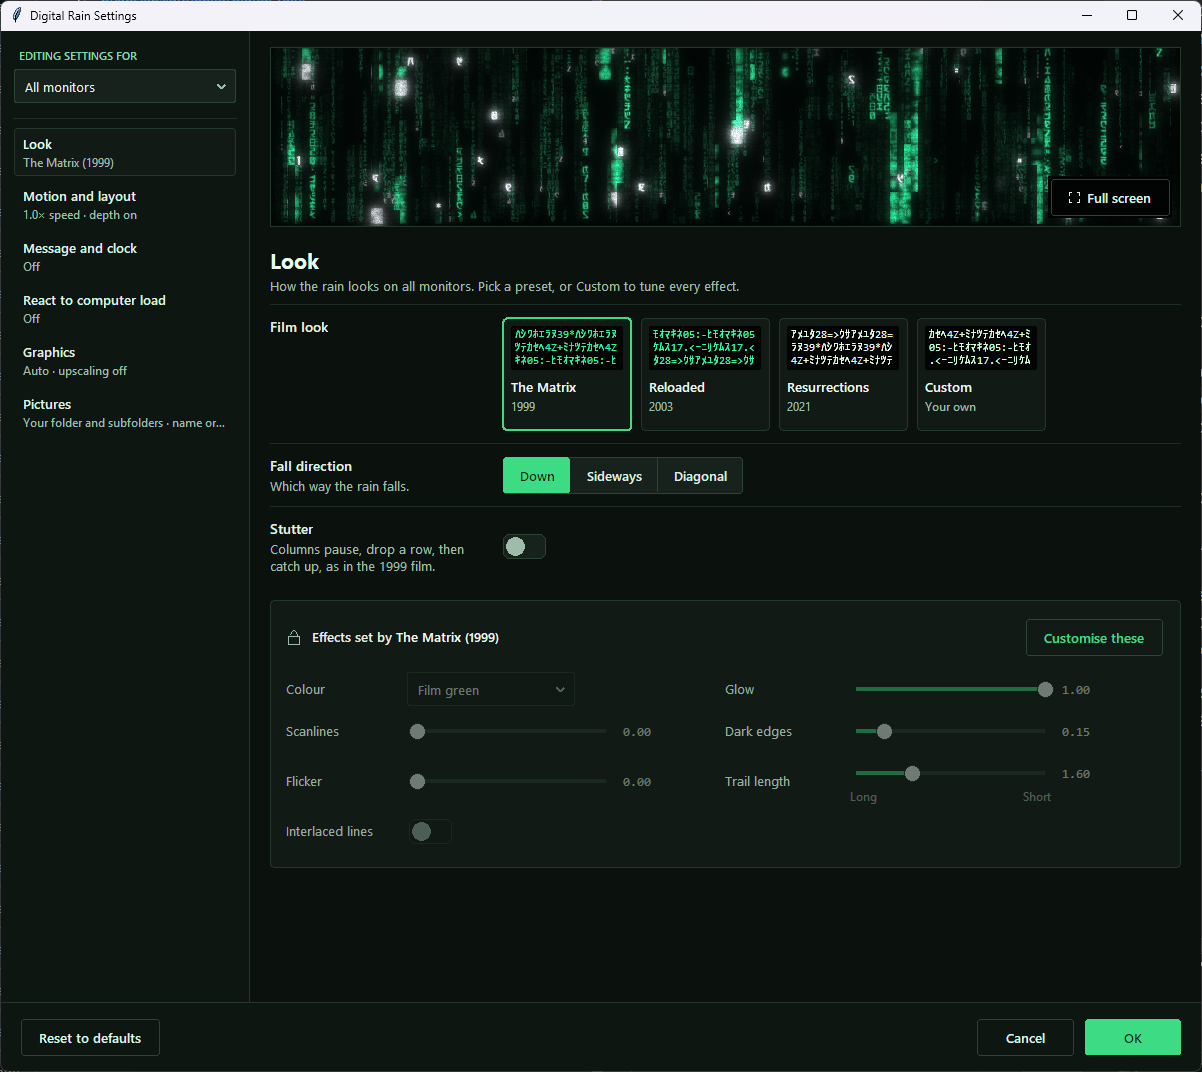 Digital Rain Settings
EDITING SETTINGS FOR
All monitors
Look
The Matrix (1999)
Motion and layout
1.0× speed · depth on
Message and clock
Off
React to computer load
Off
Graphics
Auto · upscaling off
Pictures
Your folder and subfolders · name or...
Full screen
Look
How the rain looks on all monitors. Pick a preset, or Custom to tune every effect.
Film look
The Matrix
1999
Reloaded
2003
Resurrections
2021
Custom
Your own
Fall direction
Which way the rain falls.
Down
Sideways
Diagonal
Stutter
Columns pause, drop a row, then
catch up, as in the 1999 film.
Effects set by The Matrix (1999)
Customise these
Colour
Film green
Glow
1.00
Scanlines
0.00
Dark edges
0.15
Flicker
0.00
Trail length
1.60
Long
Short
Interlaced lines
Reset to defaults
Cancel
OK